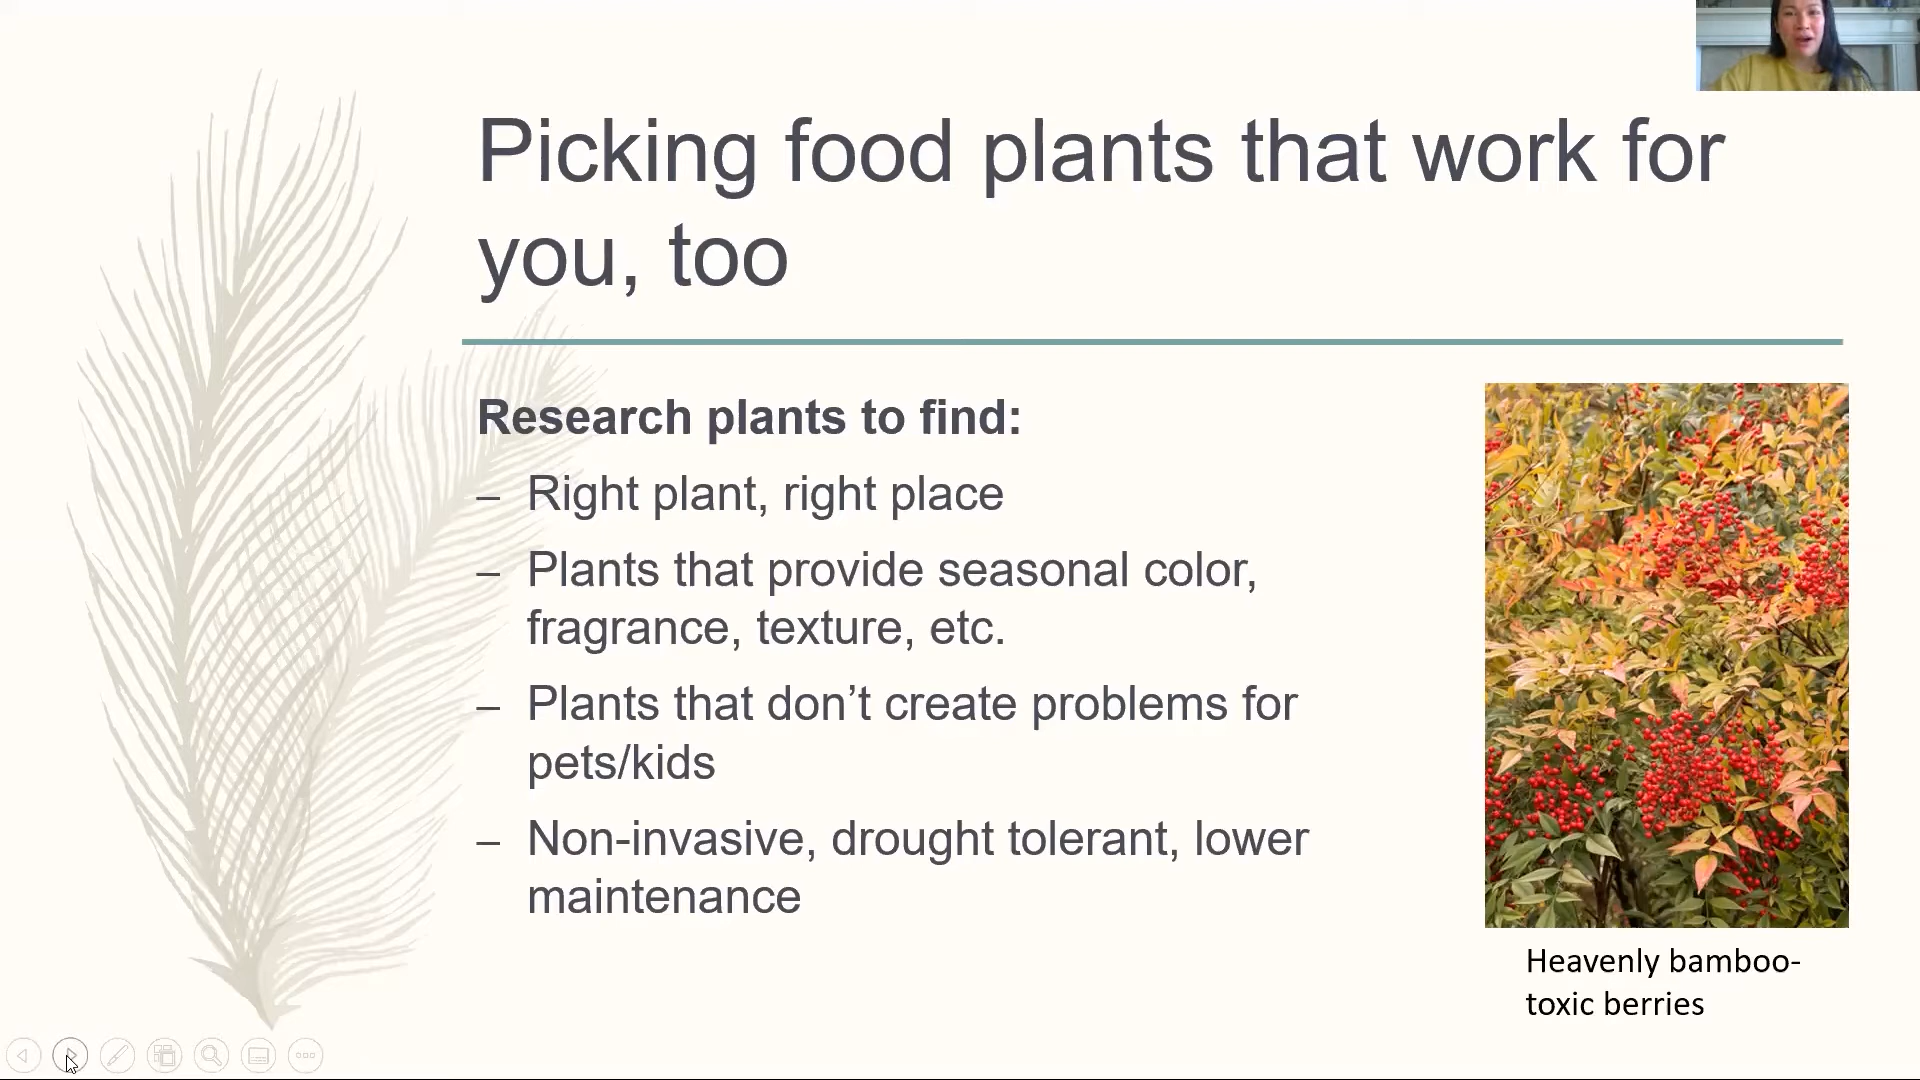 Picking food plants that work for
you, too
Research plants to find:
– Right plant, right place
– Plants that provide seasonal color,
fragrance, texture, etc.
– Plants that don’t create problems for
pets/kids
– Non-invasive, drought tolerant, lower
maintenance
Heavenly bamboo-
toxic berries